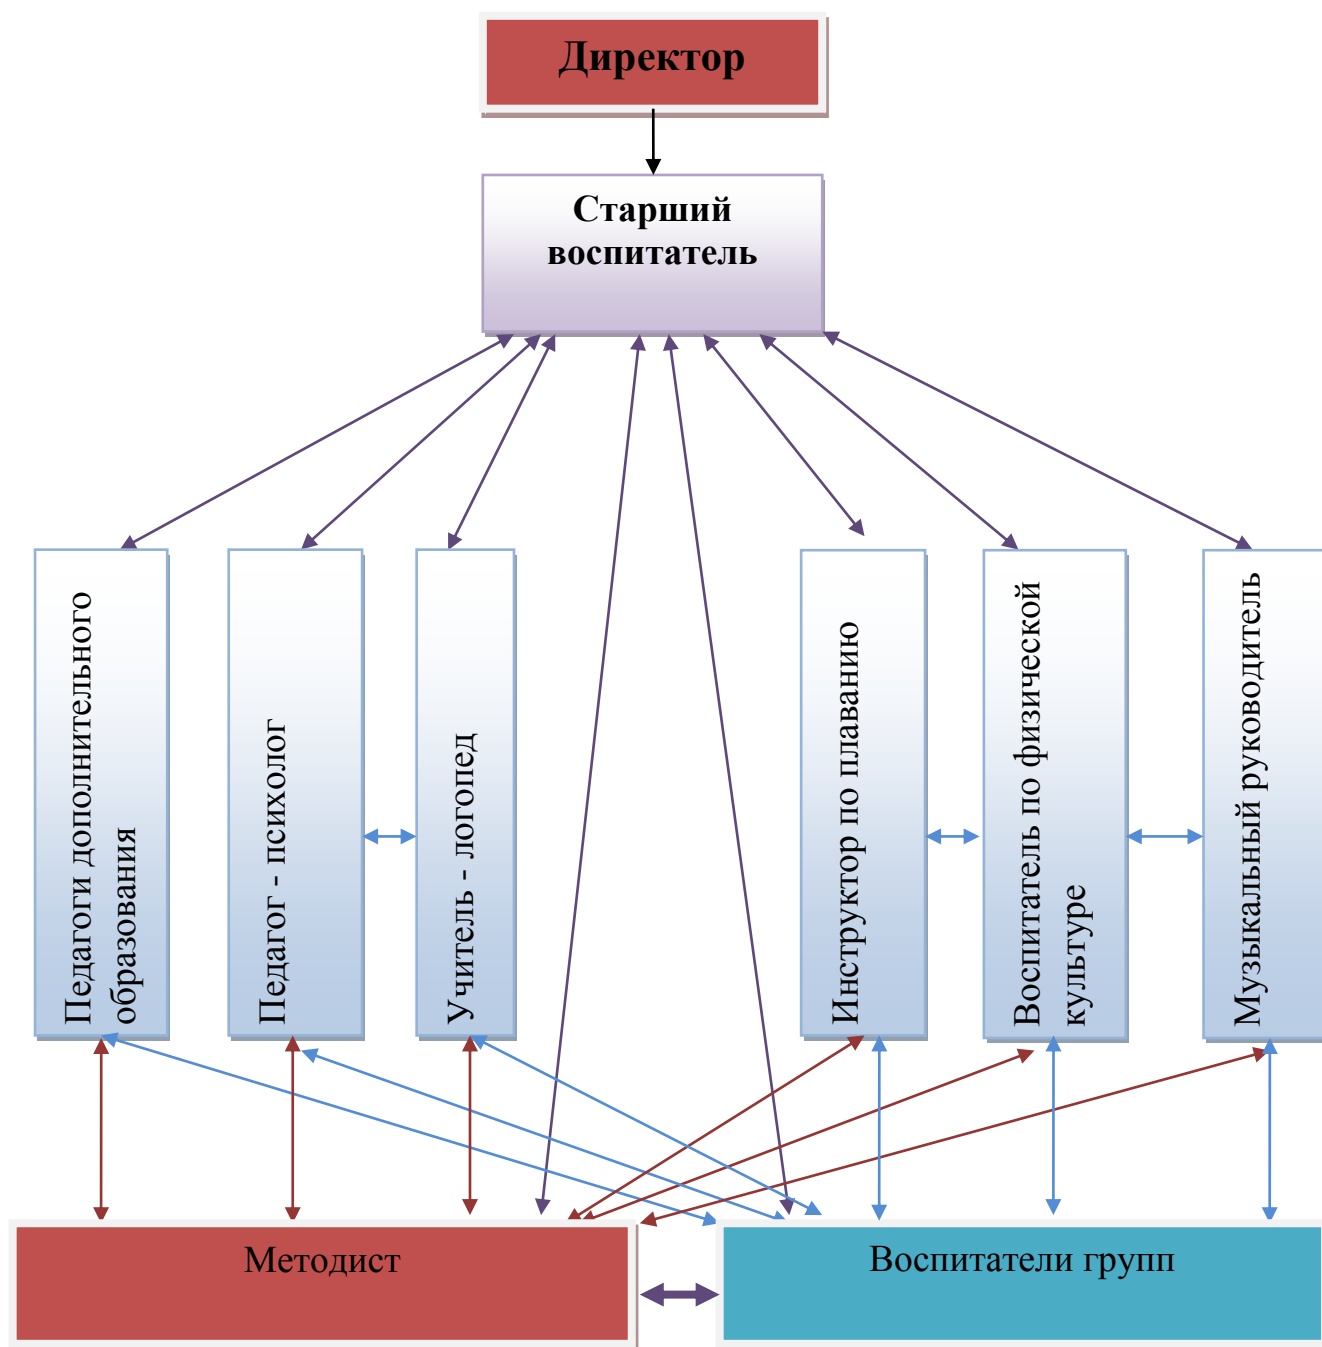 Директор
Старший
воспитатель
Педагоги дополнительного
образования
Педагог - психолог
Учитель - логопед
Инструктор по плаванию
Воспитатель по физической
культуре
Музыкальный руководитель
Методист
Воспитатели групп